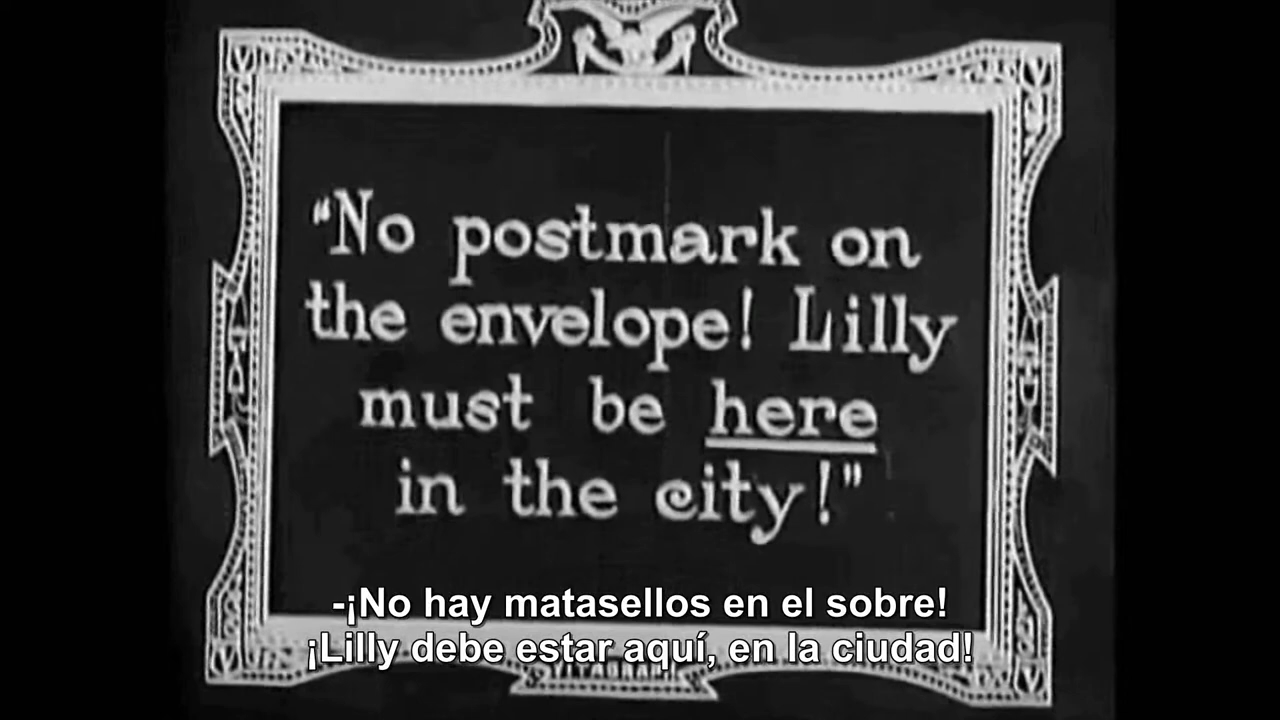 “No postmark on
the envelope! Lilly
must be here
in the city!”
-¡No hay matasellos en el sobre!
¡Lilly debe estar aquí, en la ciudad!